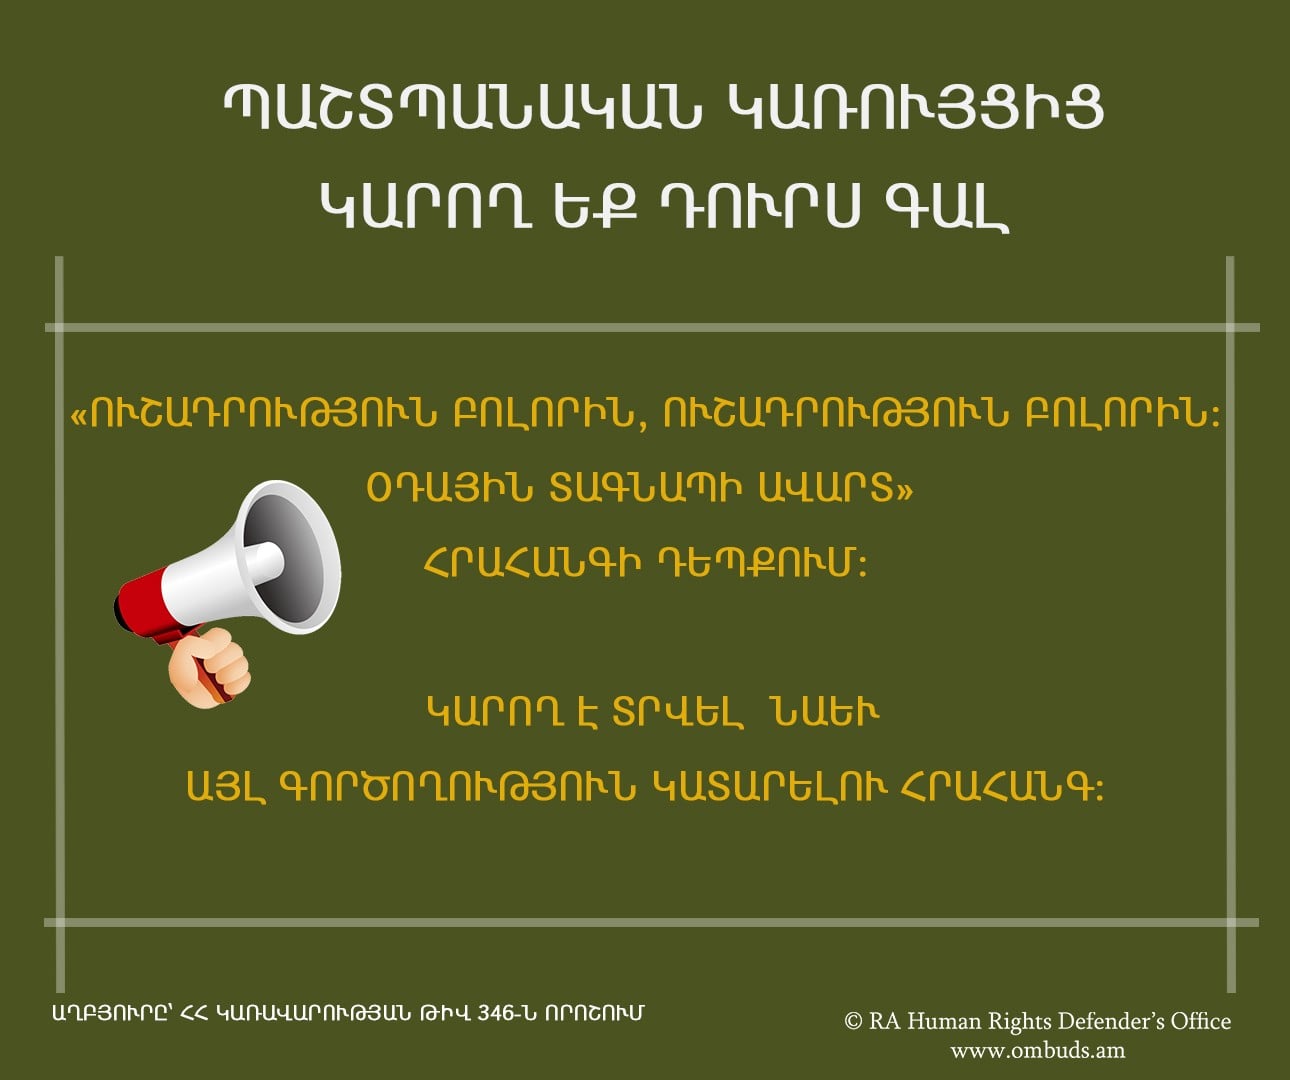 ՊԱՇՏՊԱՆԱԿԱՆ ԿԱՌՈՒՅՑԻՑ
ԿԱՐՈՂ ԵՔ ԴՈՒՐՍ ԳԱԼ
«ՈՒՇԱԴՐՈՒԹՅՈՒՆ ԲՈԼՈՐԻՆ, ՈՒՇԱԴՐՈՒԹՅՈՒՆ ԲՈԼՈՐԻՆ:
ՕԴԱՅԻՆ ՏԱԳՆԱՊԻ ԱՎԱՐՏ»
ՀՐԱՀԱՆԳԻ ԴԵՊՔՈՒՄ:
ԿԱՐՈՂ Է ՏՐՎԵԼ ՆԱԵՒ
ԱՅԼ ԳՈՐԾՈՂՈՒԹՅՈՒՆ ԿԱՏԱՐԵԼՈՒ ՀՐԱՀԱՆԳ:
ԱՂԲՅՈՒՐԸ՝ ՀՀ ԿԱՌԱՎԱՐՈՒԹՅԱՆ ԹԻՎ 346-Ն ՈՐՈՇՈՒՄ
© RA Human Rights Defender’s Office
www.ombuds.am